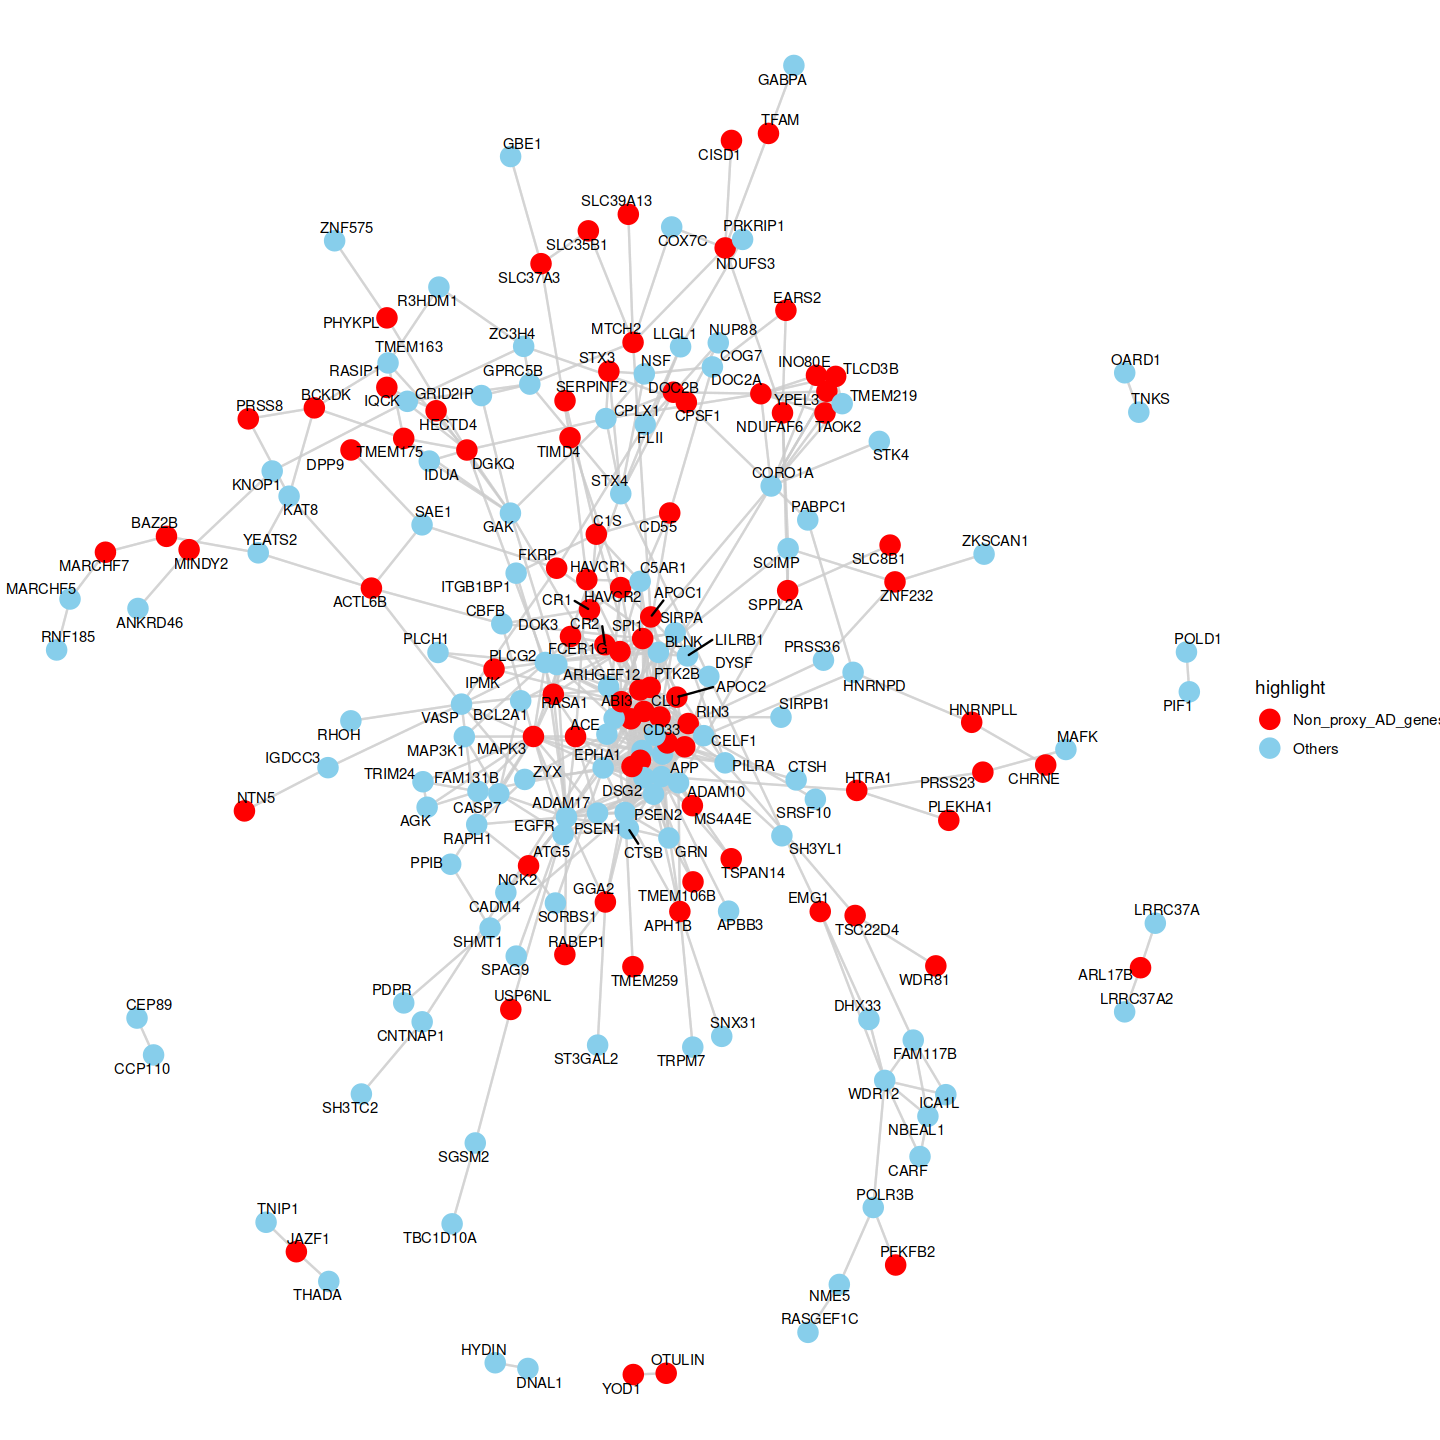 GABPA
TFAM
CISD1
GBE1
SLC39A13
ZNF575
SLC35B1
COX7C
PRKRIP1
NDUFS3
SLC37A3
R3HDM1
EARS2
PHYKPL
ZC3H4
MTCH2
LLGL1
NUP88
TMEM163
STX3
NSF
COG7
INO80E
TLCD3B
OARD1
RASIP1
GPRC5B
DOC2A
BCKDK
IQCK
GRID2IP
SERPINF2
DOC2B
YPEL3
TMEM219
TNKS
PRSS8
HECTD4
CPLX1
CPSF1
NDUFAF6
TAOK2
FLII
TMEM175
TIMD4
STK4
DPP9
DGKQ
IDUA
CORO1A
KNOP1
STX4
KAT8
SAE1
PABPC1
BAZ2B
GAK
C1S
CD55
YEATS2
FKRP
HAVCR1
C5AR1
SCIMP
SLC8B1
ZKSCAN1
MARCHF7
MINDY2
MARCHF5
ITGB1BP1
CR1
HAVCR2
APOC1
SPPL2A
ZNF232
ACTL6B
CBFB
ANKRD46
DOK3
CR2
SPI1
SIRPA
RNF185
PLCH1
FCER1G
BLNK
LILRB1
PRSS36
POLD1
PLCG2
DYSF
IPMK
ARHGEF12
PTK2B
HNRNPD
APOC2
highlight
RASA1
ABI3
CLU
SIRPB1
PIF1
VASP
BCL2A1
RIN3
HNRNPLL
Non_proxy_AD_genes
RHOH
ACE
CD33
CELF1
MAFK
MAP3K1
MAPK3
Others
IGDCC3
EPHA1
APP
PILRA
CTSH
TRIM24
FAM131B
ZYX
HTRA1
PRSS23
CHRNE
NTN5
CASP7
ADAM17
DSG2
ADAM10
PLEKHA1
AGK
EGFR
PSEN1
PSEN2
MS4A4E
SRSF10
RAPH1
ATG5
CTSB
GRN
SH3YL1
PPIB
TSPAN14
NCK2
GGA2
TMEM106B
EMG1
CADM4
SORBS1
APH1B
APBB3
TSC22D4
LRRC37A
SHMT1
RABEP1
SPAG9
TMEM259
WDR81
ARL17B
PDPR
USP6NL
LRRC37A2
CEP89
CNTNAP1
SNX31
DHX33
CCP110
ST3GAL2
TRPM7
FAM117B
SH3TC2
WDR12
ICA1L
NBEAL1
SGSM2
CARF
POLR3B
TNIP1
TBC1D10A
JAZF1
PFKFB2
THADA
NME5
RASGEF1C
HYDIN
OTULIN
DNAL1
YOD1